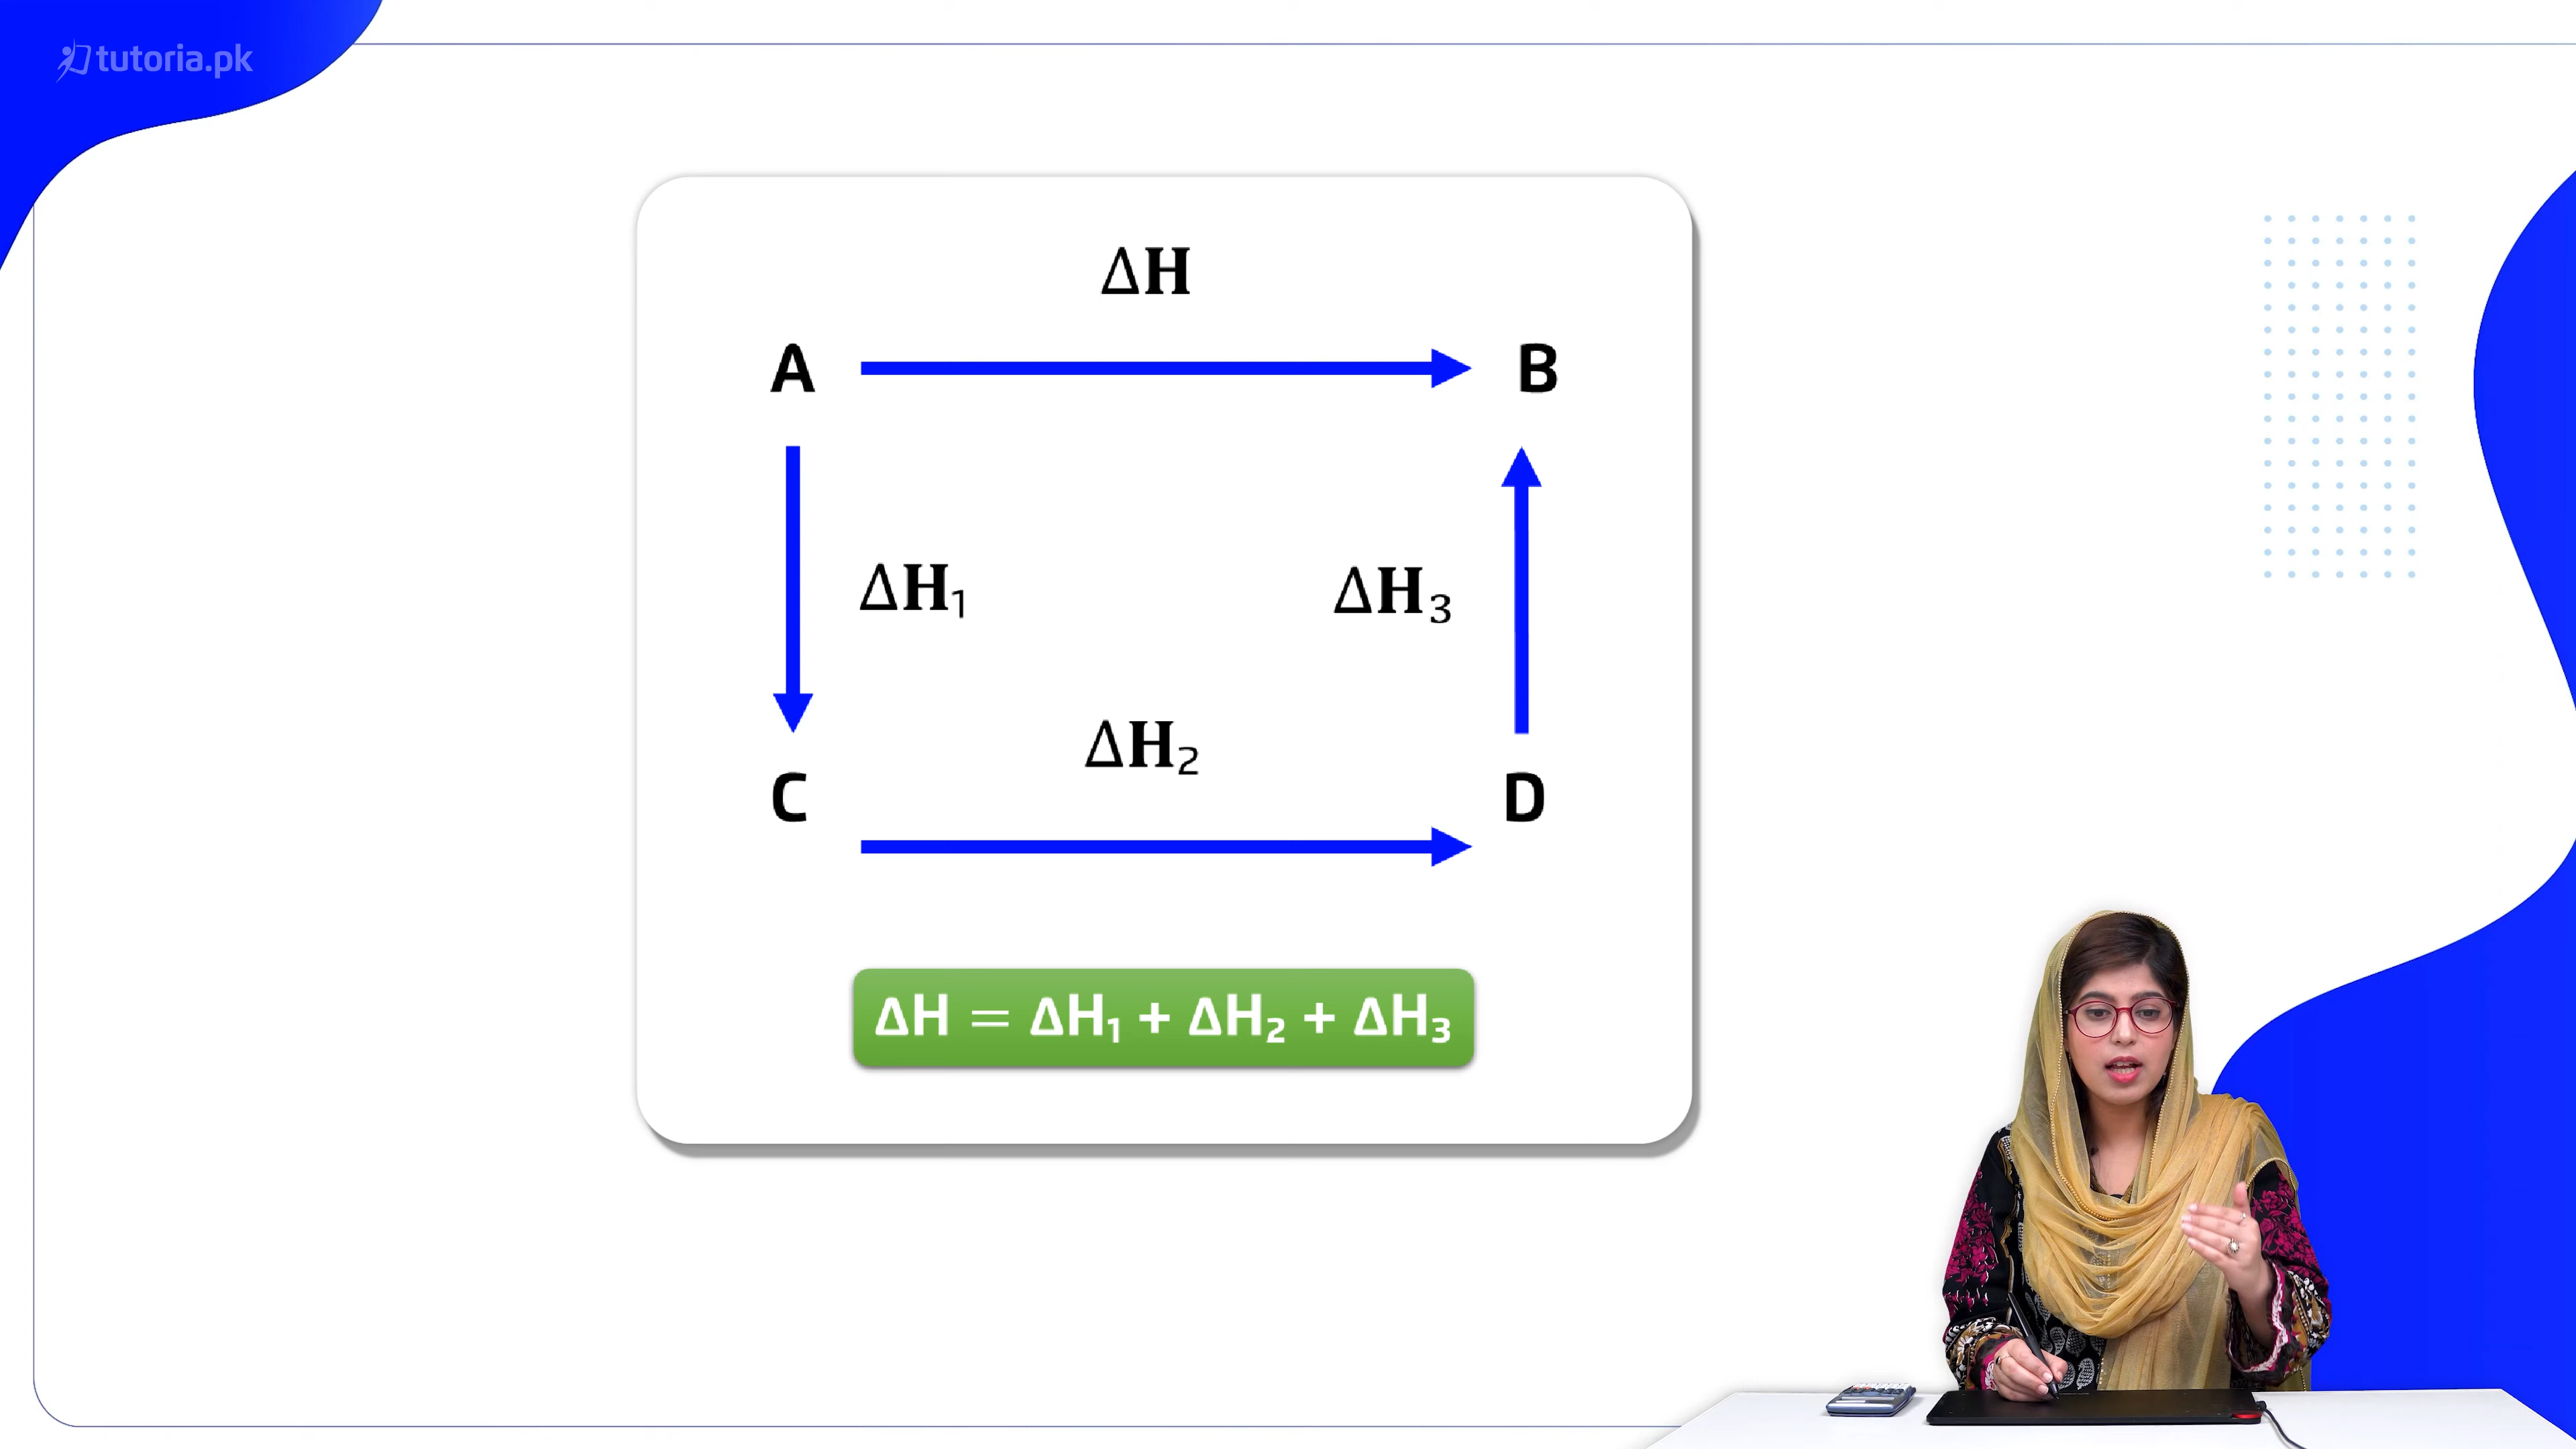 tutoria.pk
ΔH
A
B
ΔH₁
ΔH₃
ΔH₂
C
D
ΔH = ΔH₁ + ΔH₂ + ΔH₃